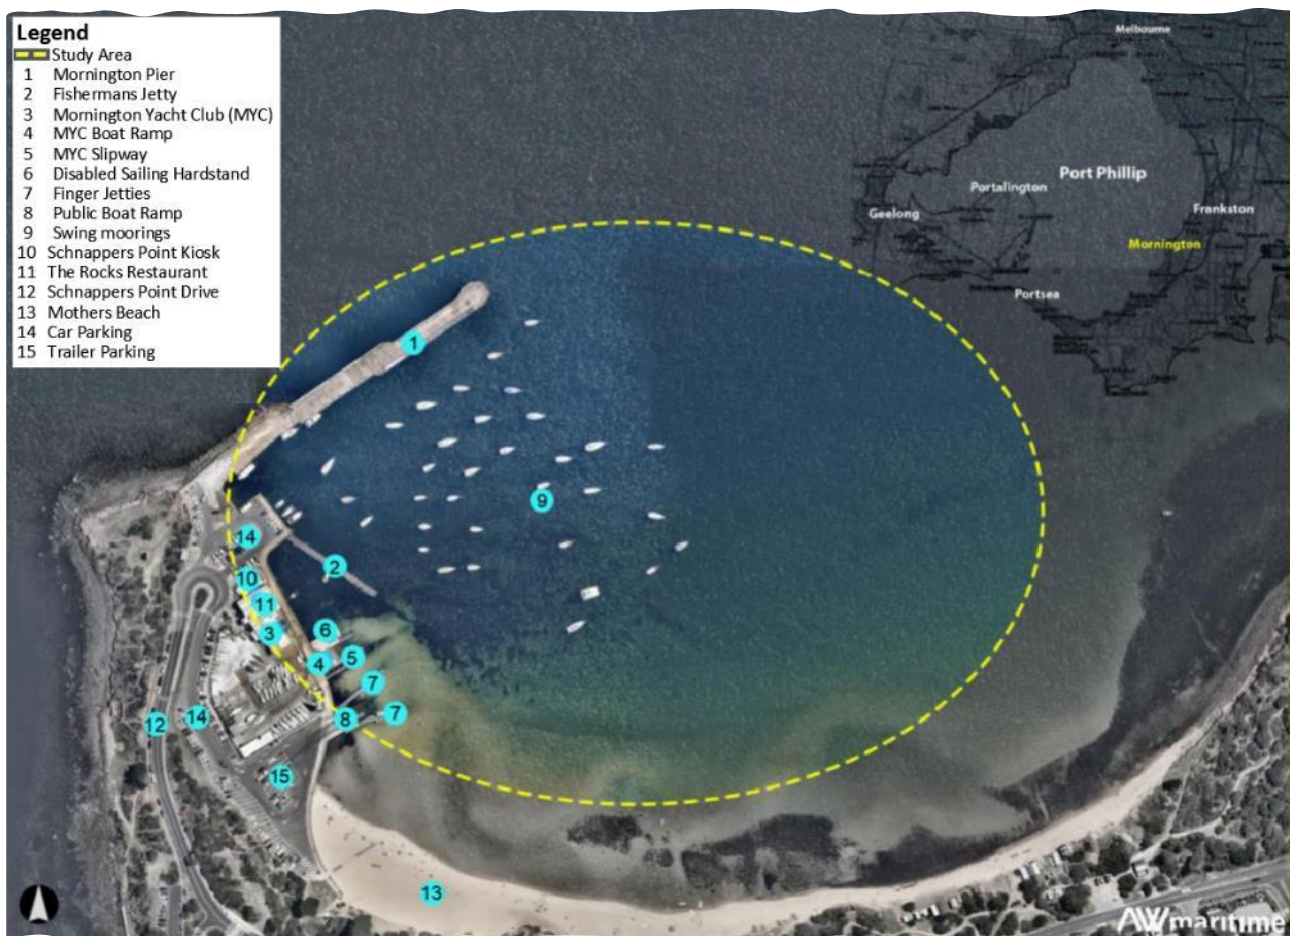 Legend
Study Area
1 Mornington Pier
2 Fishermans Jetty
3 Mornington Yacht Club (MYC)
4 MYC Boat Ramp
5 MYC Slipway
6 Disabled Sailing Hardstand
7 Finger Jetties
8 Public Boat Ramp
9 Swing moorings
10 Schnappers Point Kiosk
11 The Rocks Restaurant
12 Schnappers Point Drive
13 Mothers Beach
14 Car Parking
15 Trailer Parking
Melbourne
Port Phillip
Portalington
Geelong
Frankston
Mornington
Portsea
1
9
14
2
10
11
3
6
4
5
7
7
8
12
14
15
13
AW maritime